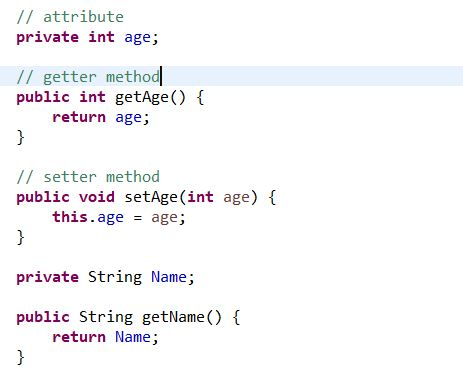 // attribute
private int age;
// getter method
public int getAge() {
return age;
}
// setter method
public void setAge(int age) {
this.age = age;
}
private String Name;
public String getName() {
return Name;
}